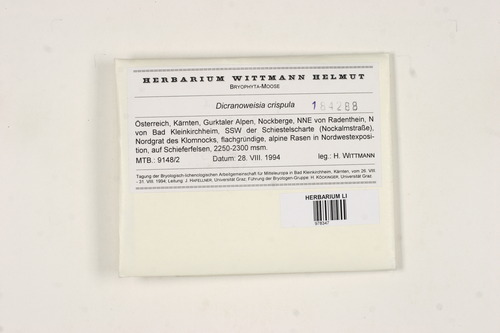 HERBARIUM WITTMANN HELMUT
BRYOPHYTA-MOOSE
Dicranoweisia crispula 164288
Österreich, Kärnten, Gurktaler Alpen, Nockberge, NNE von Radenthein, N
von Bad Kleinkirchheim, SSW der Schiestelscharte (Nockalmstraße),
Nordgrat des Klomnocks, flachgründige, alpine Rasen in Nordwestexposi-
tion, auf Schieferfelsen, 2250-2300 msm.
MTB.: 9148/2 Datum: 28. VIII. 1994 leg.: H. WITTMANN
Tagung der Bryologisch-lichenologischen Arbeitsgemeinschaft für Mitteleuropa in Bad Kleinkirchheim, Kärnten, vom 26. VIII
- 31. VIII. 1994; Leitung: J. HAFELLNER, Universität Graz; Führung der Bryologen-Gruppe: H. KÖCKINGER, Universität Graz.
HERBARIUM LI
978347